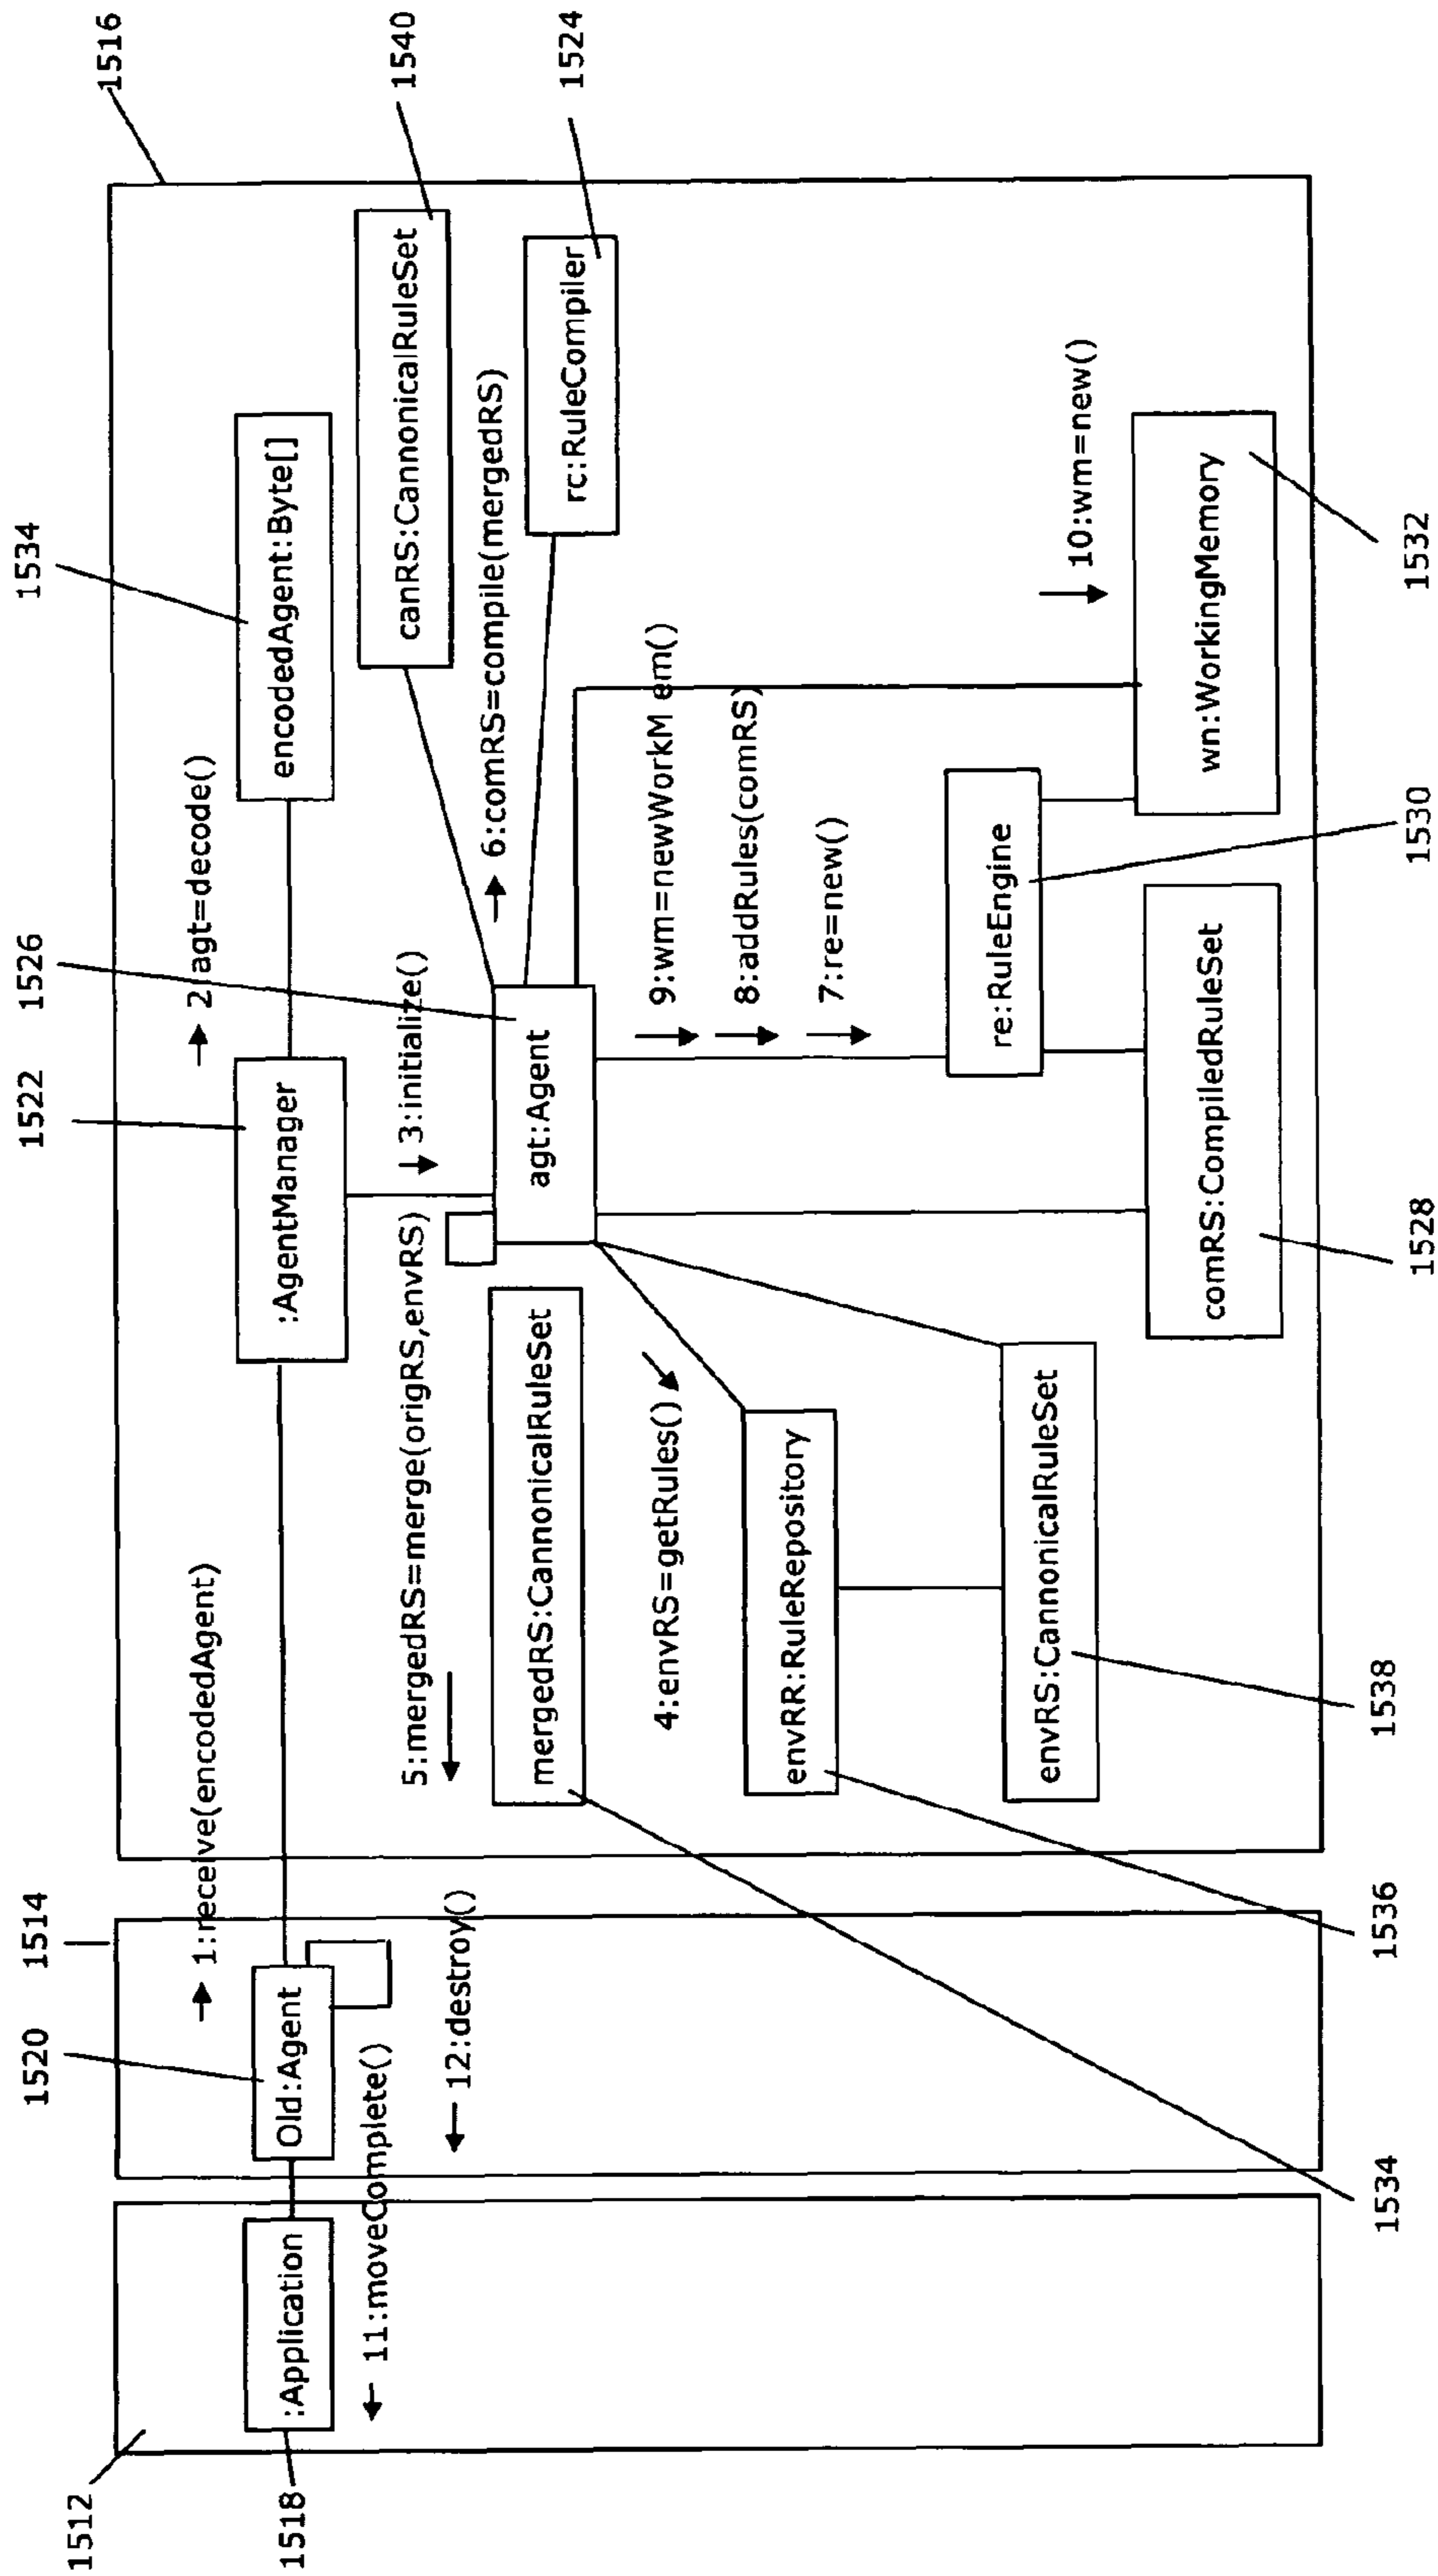 1516
1540
1524
1534
1526
1522
1514
1520
1512
1518
:Application
Old:Agent
→ 1:receive(encodedAgent)
:AgentManager
→ 2:agt=decode()
encodedAgent:Byte[]
canRS:CannonicalRuleSet
← 11:moveComplete()
← 12:destroy()
5:mergedRS=merge(origRS,envRS)
3:initialize()
→ 6:comRS=compile(mergedRS)
rc:RuleCompiler
mergedRS:CannonicalRuleSet
agt:Agent
4:envRS=getRules()
9:wm=newWorkM em()
8:addRules(comRS)
7:re=new()
envRR:RuleRepository
re:RuleEngine
10:wm=new()
envRS:CannonicalRuleSet
comRS:CompiledRuleSet
wn:WorkingMemory
1534
1536
1538
1528
1530
1532